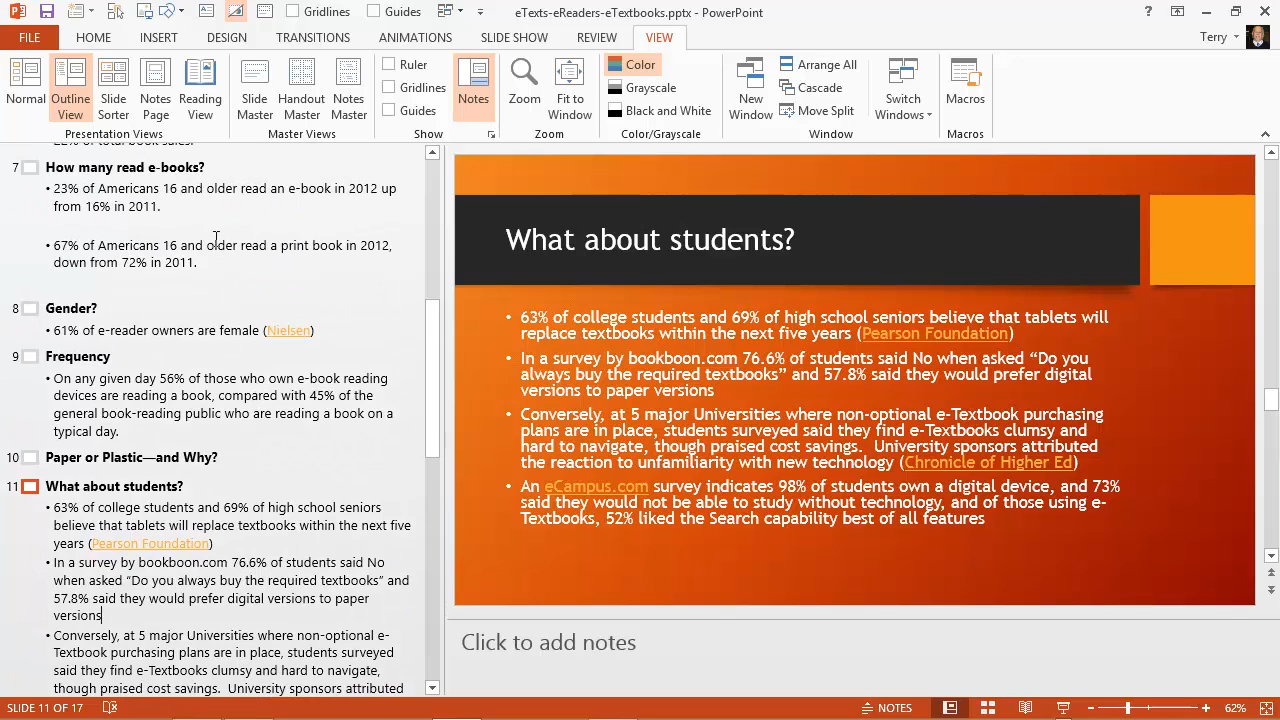 Gridlines
Guides
eTexts-eReaders-eTextbooks.pptx - PowerPoint
?
FILE
HOME
INSERT
DESIGN
TRANSITIONS
ANIMATIONS
SLIDE SHOW
REVIEW
VIEW
Terry
Normal
Outline View
Slide Sorter
Notes Page
Reading View
Presentation Views
Slide Master
Handout Master
Notes Master
Master Views
Ruler
Gridlines
Guides
Show
Notes
Zoom
Fit to Window
Zoom
Color
Grayscale
Black and White
Color/Grayscale
New Window
Arrange All
Cascade
Move Split
Window
Switch Windows
Macros
Macros
22% of total book sales.
7 How many read e-books?
• 23% of Americans 16 and older read an e-book in 2012 up
from 16% in 2011.
• 67% of Americans 16 and older read a print book in 2012,
down from 72% in 2011.
8 Gender?
• 61% of e-reader owners are female (Nielsen)
9 Frequency
• On any given day 56% of those who own e-book reading
devices are reading a book, compared with 45% of the
general book-reading public who are reading a book on a
typical day.
10 Paper or Plastic—and Why?
11 What about students?
• 63% of college students and 69% of high school seniors
believe that tablets will replace textbooks within the next five
years (Pearson Foundation)
• In a survey by bookboon.com 76.6% of students said No
when asked “Do you always buy the required textbooks” and
57.8% said they would prefer digital versions to paper
versions
• Conversely, at 5 major Universities where non-optional e-
Textbook purchasing plans are in place, students surveyed
said they find e-Textbooks clumsy and hard to navigate,
though praised cost savings.  University sponsors attributed
What about students?
• 63% of college students and 69% of high school seniors believe that tablets will
replace textbooks within the next five years (Pearson Foundation)
• In a survey by bookboon.com 76.6% of students said No when asked “Do you
always buy the required textbooks” and 57.8% said they would prefer digital
versions to paper versions
• Conversely, at 5 major Universities where non-optional e-Textbook purchasing
plans are in place, students surveyed said they find e-Textbooks clumsy and
hard to navigate, though praised cost savings.  University sponsors attributed
the reaction to unfamiliarity with new technology (Chronicle of Higher Ed)
• An eCampus.com survey indicates 98% of students own a digital device, and 73%
said they would not be able to study without technology, and of those using e-
Textbooks, 52% liked the Search capability best of all features
Click to add notes
SLIDE 11 OF 17
NOTES
62%